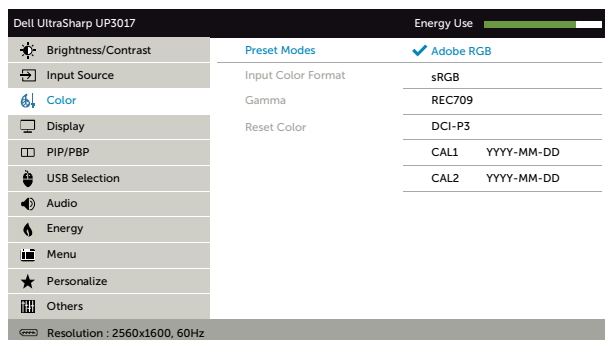 Dell UltraSharp UP3017
Energy Use
Brightness/Contrast
Preset Modes
Adobe RGB
Input Source
Input Color Format
sRGB
Color
Gamma
REC709
Display
Reset Color
DCI-P3
PIP/PBP
CAL1 YYYY-MM-DD
USB Selection
CAL2 YYYY-MM-DD
Audio
Energy
Menu
Personalize
Others
Resolution : 2560x1600, 60Hz